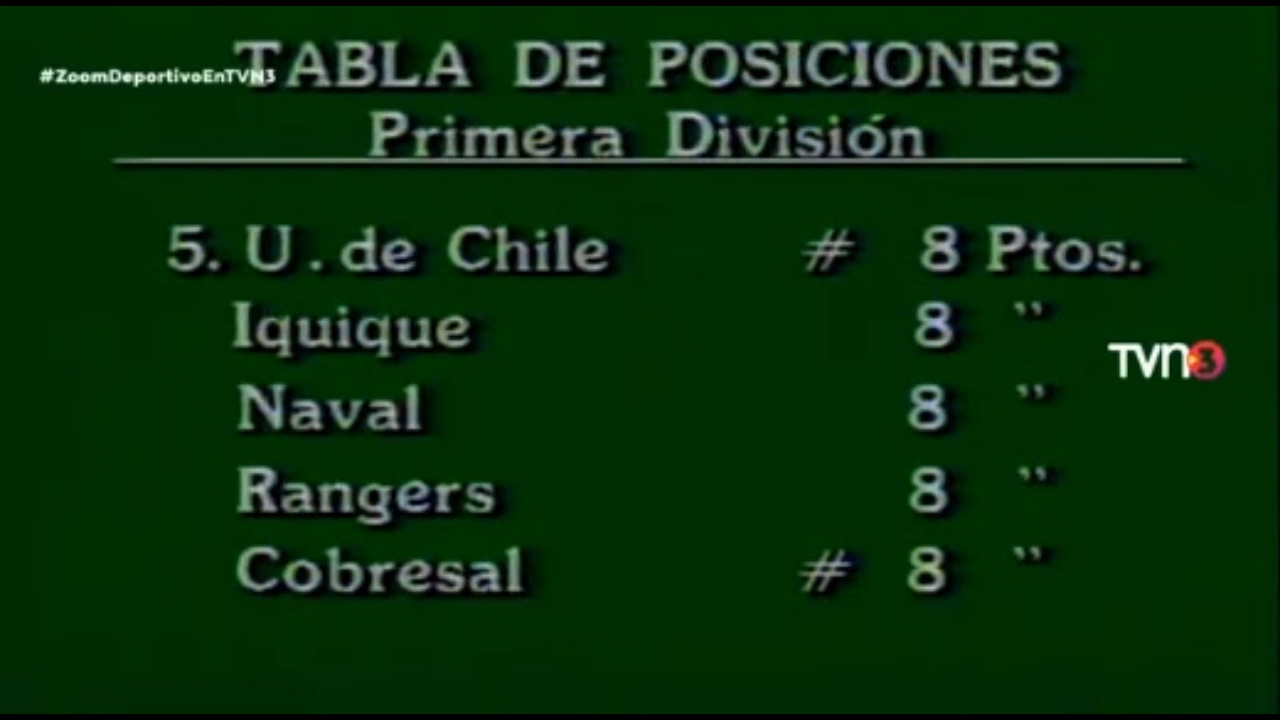 TABLA DE POSICIONES
#ZoomDeportivoEnTVN3
Primera División
5. U. de Chile # 8 Ptos.
Iquique 8 "
TVN3
Naval 8 "
Rangers 8 "
Cobresal # 8 "